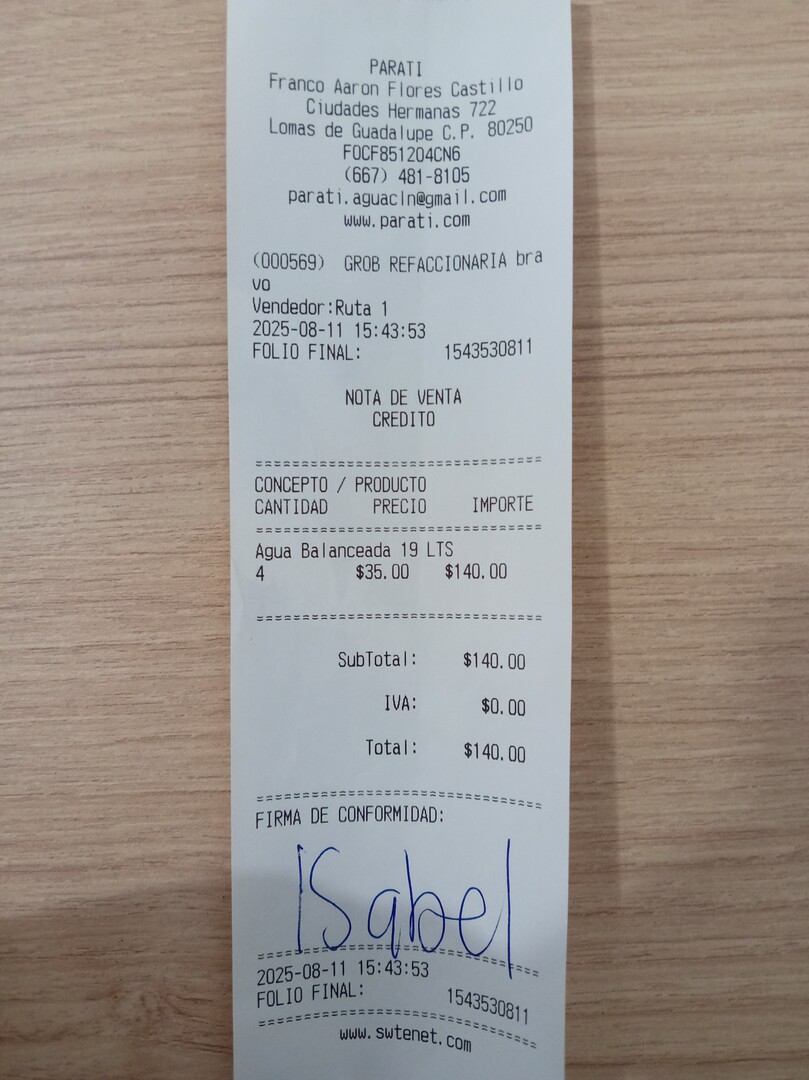 PARATI
Franco Aaron Flores Castillo
Ciudades Hermanas 722
Lomas de Guadalupe C.P. 80250
FOCF851204CN6
(667) 481-8105
parati.aguacln@gmail.com
www.parati.com
(000569) GROB REFACCIONARIA bra
vo
Vendedor:Ruta 1
2025-08-11 15:43:53
FOLIO FINAL: 1543530811
NOTA DE VENTA
CREDITO
===================================
CONCEPTO / PRODUCTO
CANTIDAD PRECIO IMPORTE
===================================
Agua Balanceada 19 LTS
4 $35.00 $140.00
===================================
SubTotal: $140.00
IVA: $0.00
Total: $140.00
===================================
FIRMA DE CONFORMIDAD:
ISabel
===================================
2025-08-11 15:43:53
FOLIO FINAL: 1543530811
===================================
www.swtenet.com